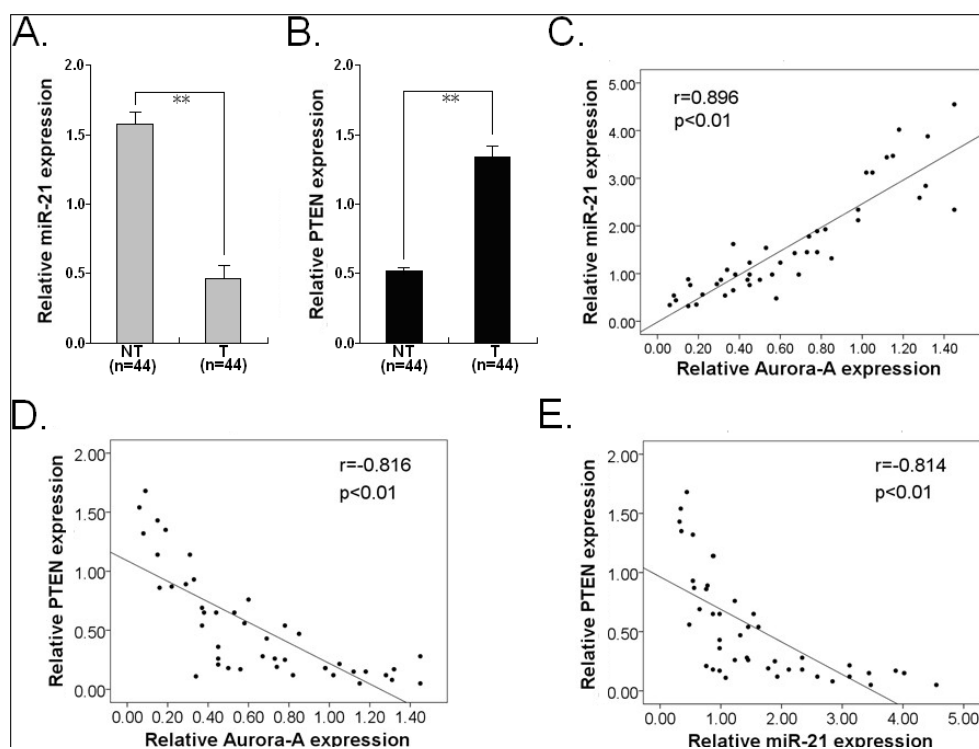 A.
Relative miR-21 expression
2.0
1.5
1.0
0.5
0.0
**
NT
(n=44)
T
(n=44)
B.
Relative PTEN expression
2.0
1.5
1.0
0.5
0.0
**
NT
(n=44)
T
(n=44)
C.
Relative miR-21 expression
5.00
4.00
3.00
2.00
1.00
0.00
r=0.896
p<0.01
0.00 0.20 0.40 0.60 0.80 1.00 1.20 1.40
Relative Aurora-A expression
D.
Relative PTEN expression
2.00
1.50
1.00
0.50
0.00
r=-0.816
p<0.01
0.00 0.20 0.40 0.60 0.80 1.00 1.20 1.40
Relative Aurora-A expression
E.
Relative PTEN expression
2.00
1.50
1.00
0.50
0.00
r=-0.814
p<0.01
0.00 1.00 2.00 3.00 4.00 5.00
Relative miR-21 expression